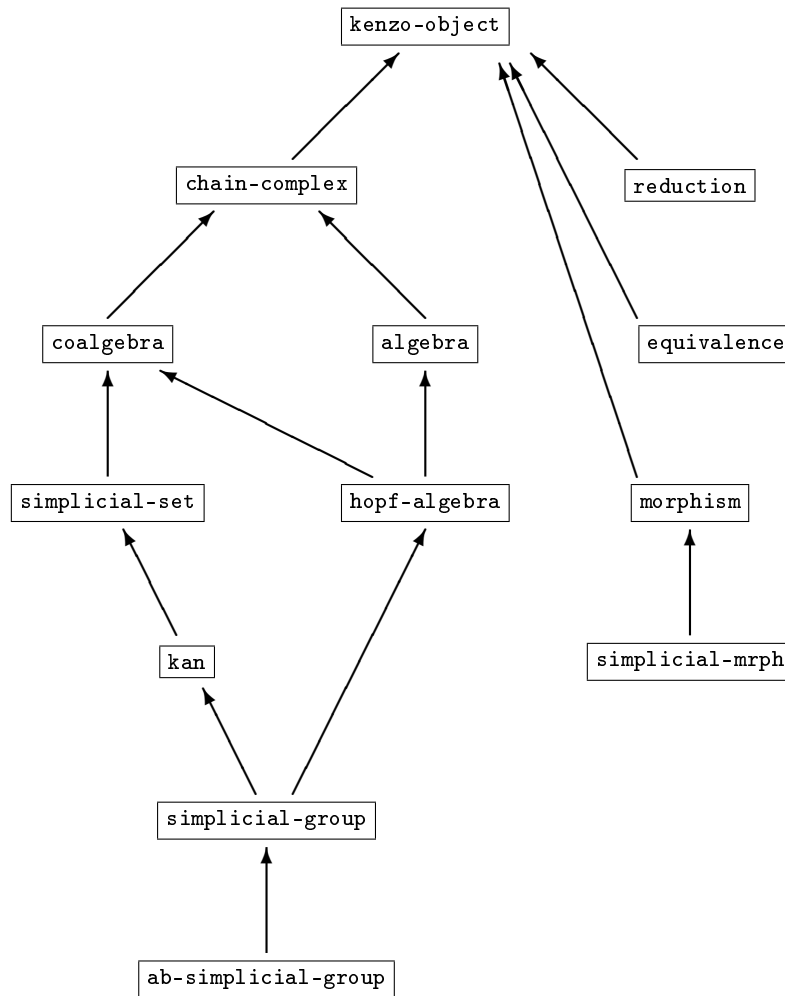 kenzo-object
chain-complex
reduction
coalgebra
algebra
equivalence
simplicial-set
hopf-algebra
morphism
kan
simplicial-mrph
simplicial-group
ab-simplicial-group